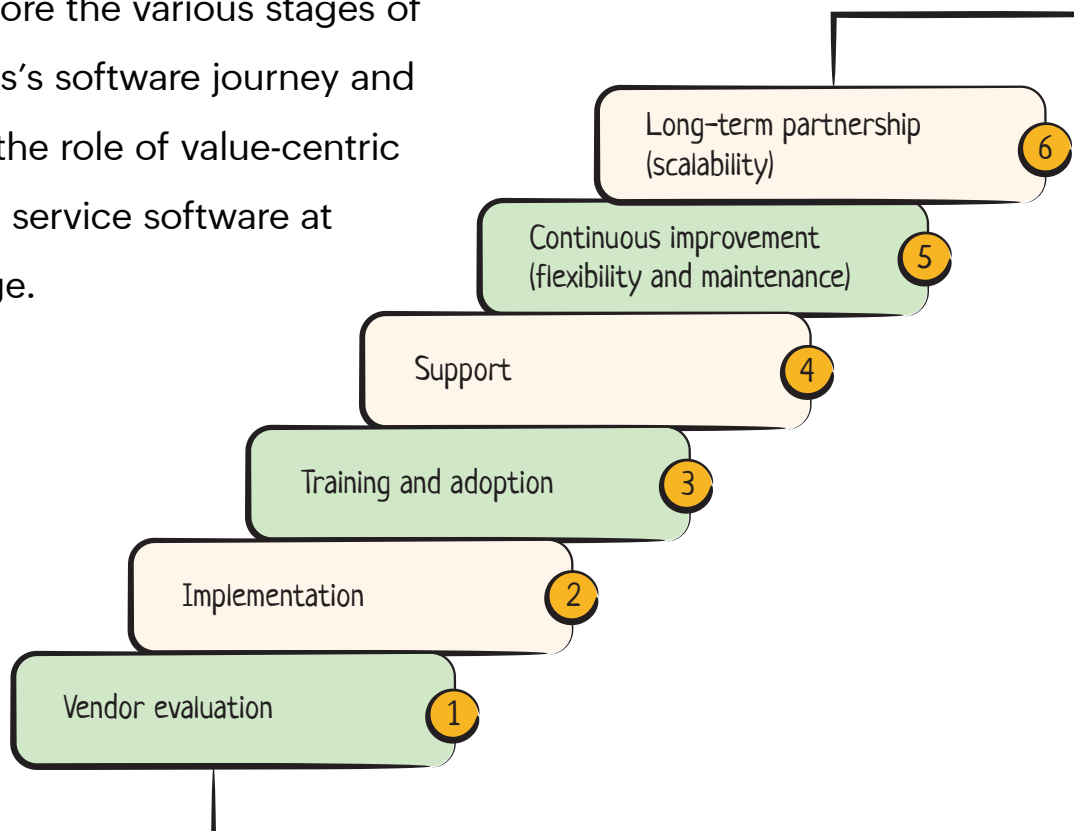 ore the various stages of
s's software journey and
the role of value-centric
service software at
ge.
Long-term partnership
(scalability)
6
Continuous improvement
(flexibility and maintenance)
5
Support
4
Training and adoption
3
Implementation
2
Vendor evaluation
1